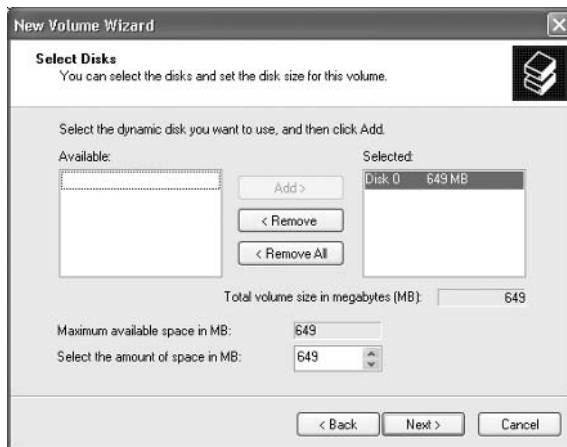 New Volume Wizard
Select Disks
You can select the disks and set the disk size for this volume.
Select the dynamic disk you want to use, and then click Add.
Available:
Selected:
Disk 0 649 MB
Add >
< Remove
< Remove All
Total volume size in megabytes (MB): 649
Maximum available space in MB: 649
Select the amount of space in MB: 649
< Back Next > Cancel